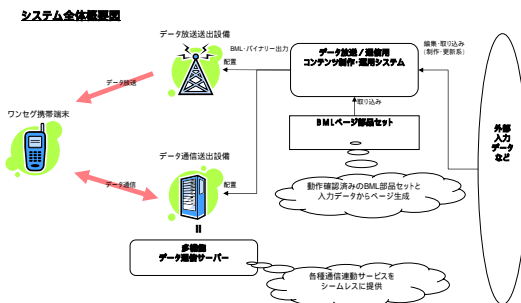 システム全体概要図
データ放送送出設備
BML・バイナリー出力
配置
データ放送／通信用
コンテンツ制作・運用システム
編集・取り込み
（制作・更新系）
データ放送
取り込み
ワンセグ携帯端末
BMLページ部品セット
外部
入力
データ
など
データ通信送出設備
データ通信
配置
動作確認済みのBML部品セットと
入力データからページ生成
II
多機能
データ通信サーバー
各種通信連動サービスを
シームレスに提供